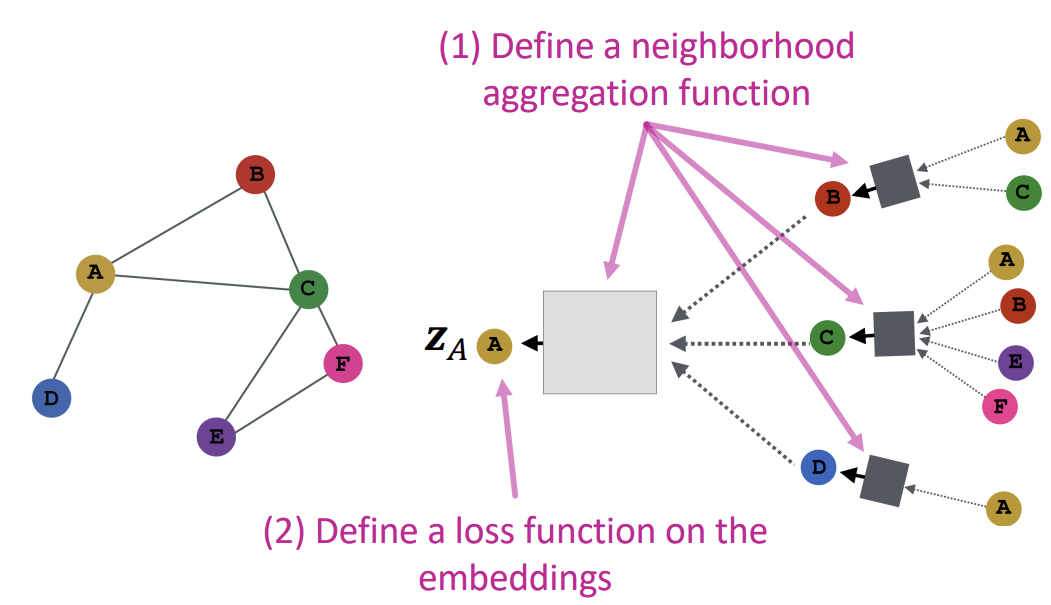 (1) Define a neighborhood
aggregation function
B
A
C
D
E
F
z_A A
B
A
C
C
A
B
E
F
D
A
(2) Define a loss function on the
embeddings